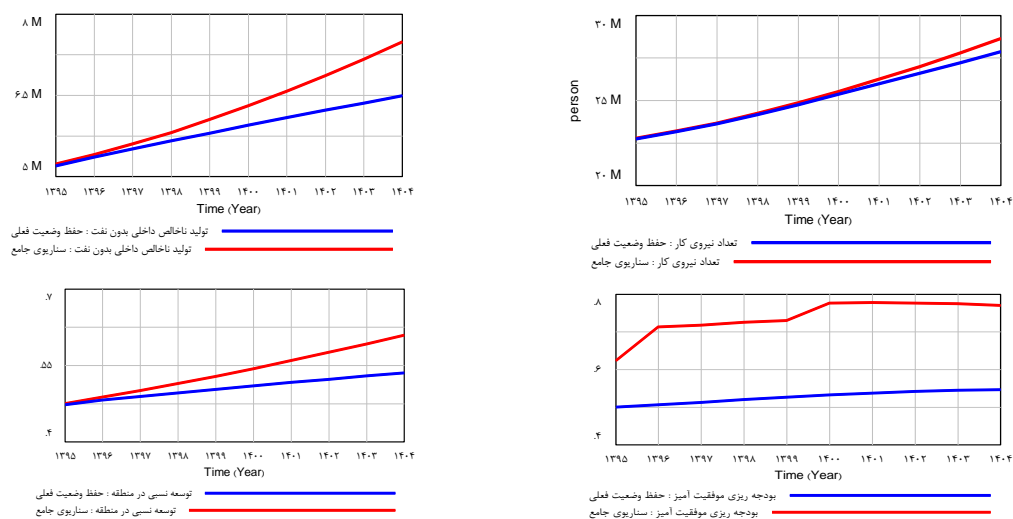 ۸ M
۶.۵ M
۵ M
۱۳۹۵ ۱۳۹۶ ۱۳۹۷ ۱۳۹۸ ۱۳۹۹ ۱۴۰۰ ۱۴۰۱ ۱۴۰۲ ۱۴۰۳ ۱۴۰۴
Time (Year)
تولید ناخالص داخلی بدون نفت : حفظ وضعیت فعلی
تولید ناخالص داخلی بدون نفت : سناریوی جامع
۳۰ M
۲۵ M
۲۰ M
person
۱۳۹۵ ۱۳۹۶ ۱۳۹۷ ۱۳۹۸ ۱۳۹۹ ۱۴۰۰ ۱۴۰۱ ۱۴۰۲ ۱۴۰۳ ۱۴۰۴
Time (Year)
تعداد نیروی کار : حفظ وضعیت فعلی
تعداد نیروی کار : سناریوی جامع
.۷
.۵۵
.۴
۱۳۹۵ ۱۳۹۶ ۱۳۹۷ ۱۳۹۸ ۱۳۹۹ ۱۴۰۰ ۱۴۰۱ ۱۴۰۲ ۱۴۰۳ ۱۴۰۴
Time (Year)
توسعه نسبی در منطقه : حفظ وضعیت فعلی
توسعه نسبی در منطقه : سناریوی جامع
.۸
.۶
.۴
۱۳۹۵ ۱۳۹۶ ۱۳۹۷ ۱۳۹۸ ۱۳۹۹ ۱۴۰۰ ۱۴۰۱ ۱۴۰۲ ۱۴۰۳ ۱۴۰۴
Time (Year)
بودجه ریزی موفقیت آمیز : حفظ وضعیت فعلی
بودجه ریزی موفقیت آمیز : سناریوی جامع